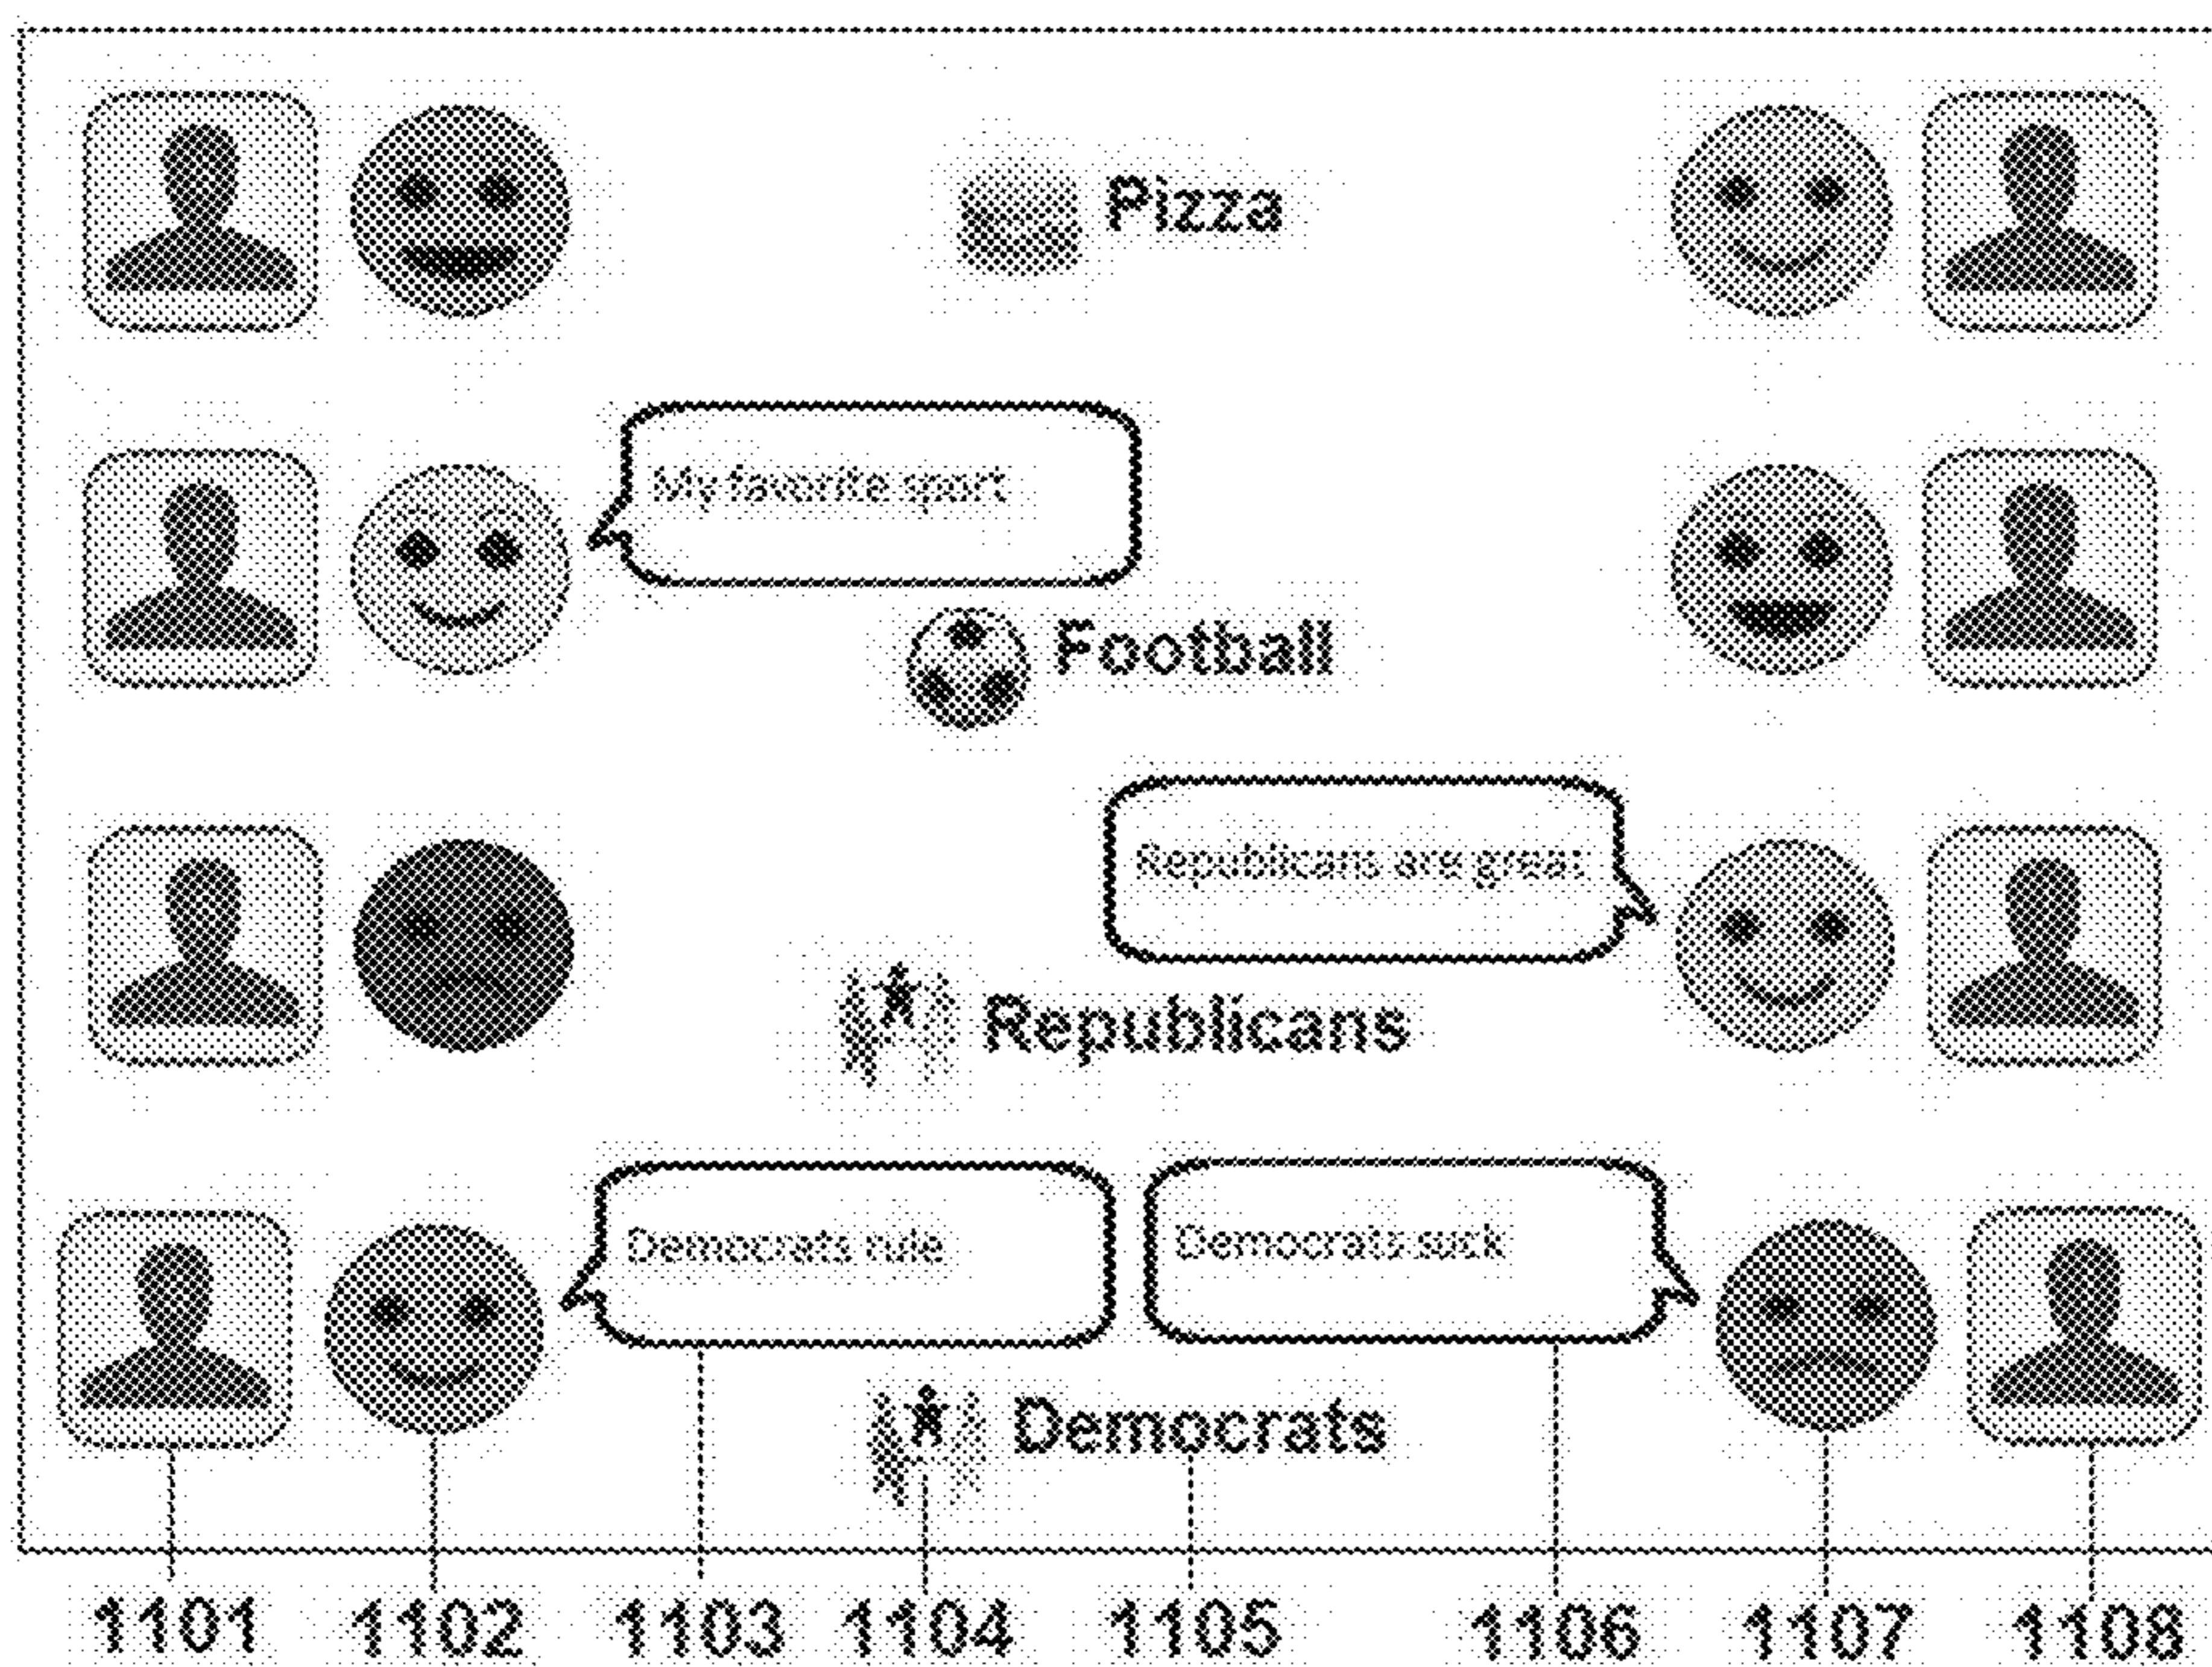 Pizza
My favorite sport
Football
Republicans are great
Republicans
Democrats rule
Democrats suck
Democrats
1101 1102 1103 1104 1105 1106 1107 1108